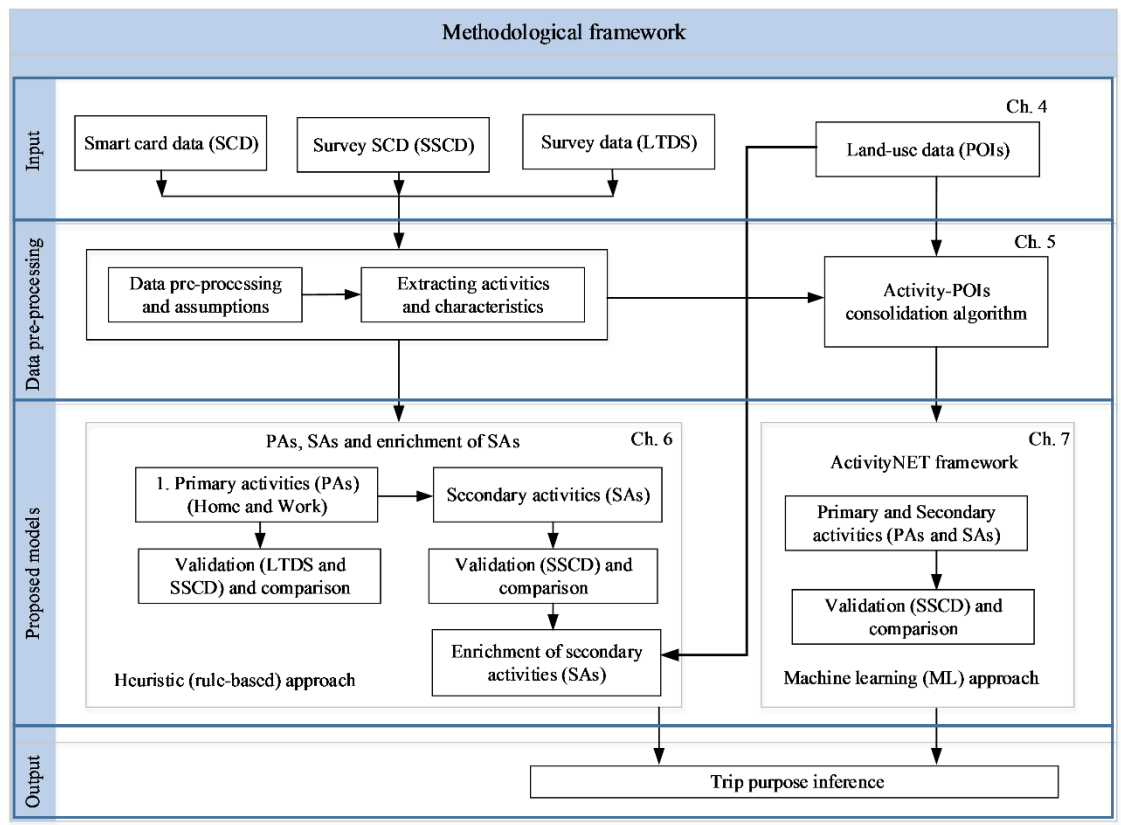 Methodological framework
Input
Ch. 4
Smart card data (SCD)
Survey SCD (SSCD)
Survey data (LTDS)
Land-use data (POIs)
Data pre-processing
Ch. 5
Data pre-processing
and assumptions
Extracting activities
and characteristics
Activity-POIs
consolidation algorithm
Proposed models
PAs, SAs and enrichment of SAs
Ch. 6
1. Primary activities (PAs)
(Home and Work)
Secondary activities (SAs)
Validation (LTDS and
SSCD) and comparison
Validation (SSCD) and
comparison
Enrichment of secondary
activities (SAs)
Heuristic (rule-based) approach
Ch. 7
ActivityNET framework
Primary and Secondary
activities (PAs and SAs)
Validation (SSCD) and
comparison
Machine learning (ML) approach
Output
Trip purpose inference